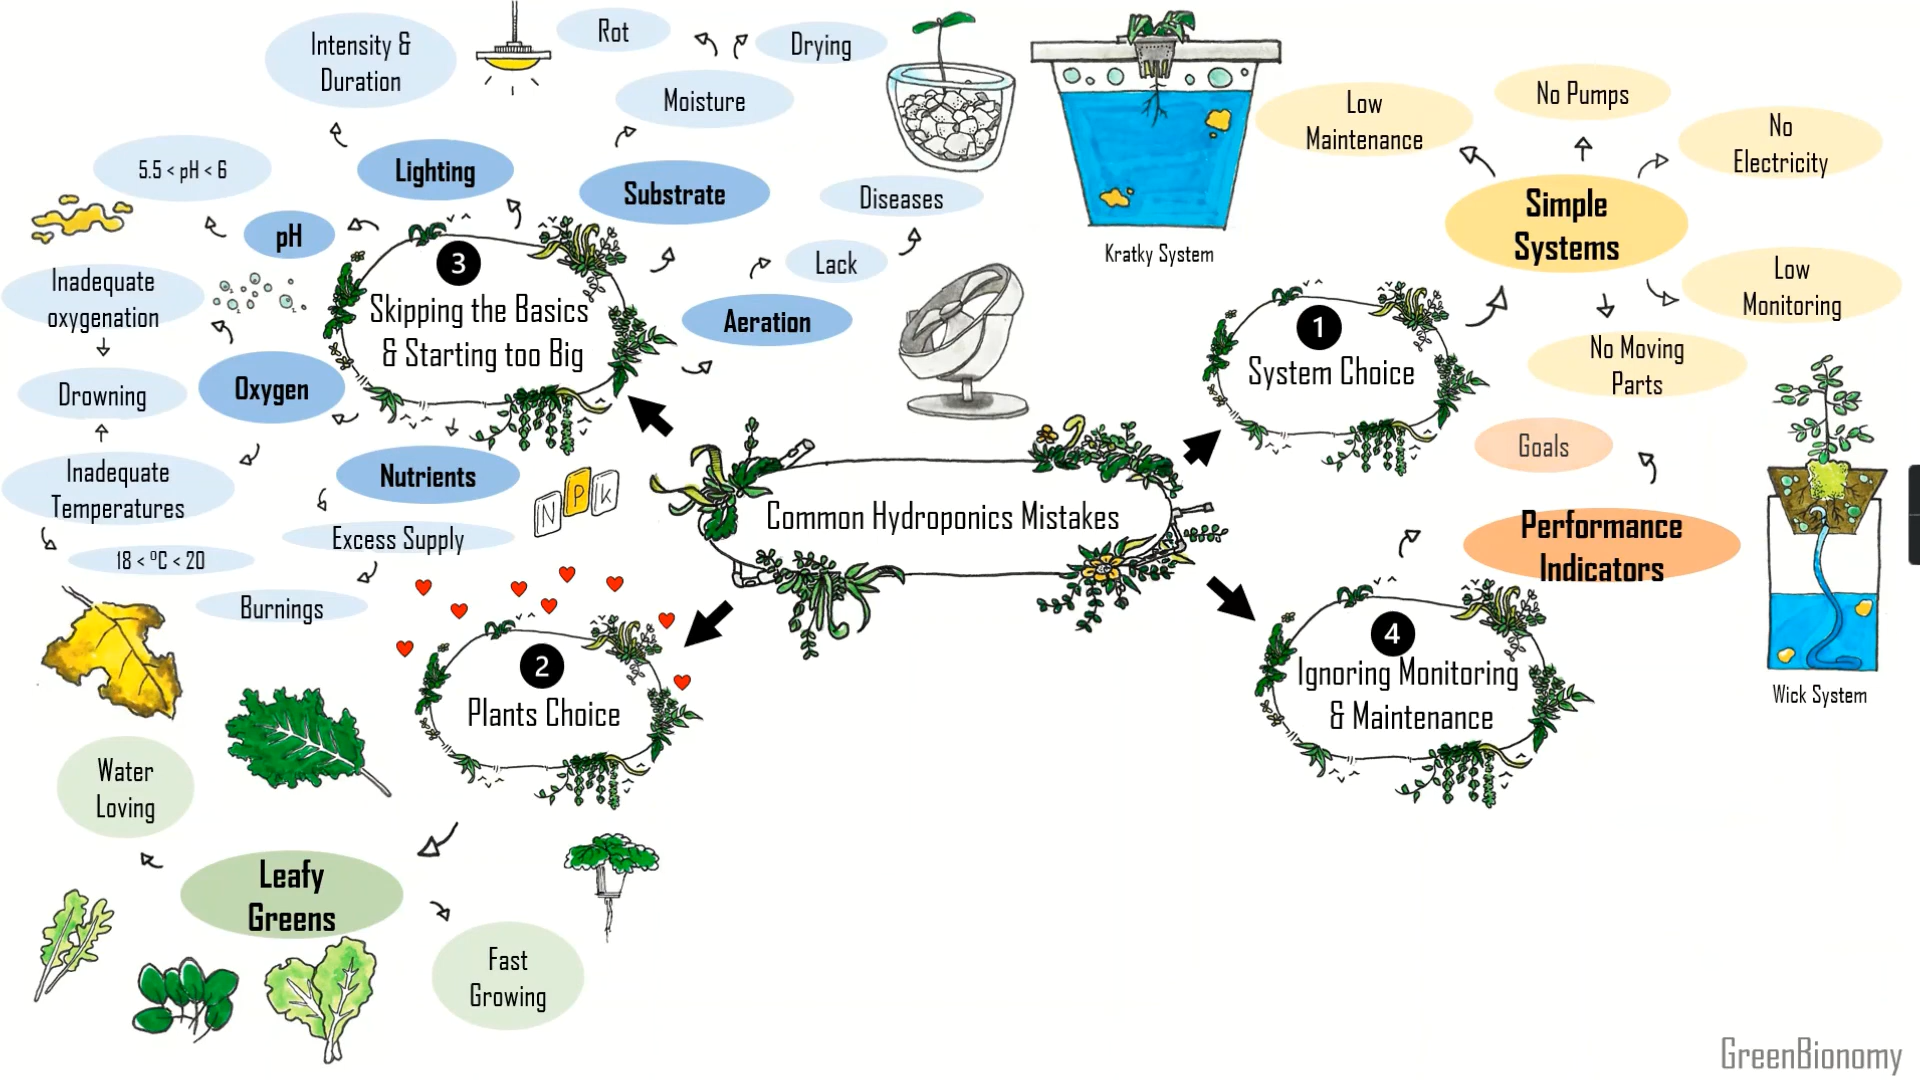 Intensity &
Duration
Rot
Drying
Moisture
Lighting
Substrate
5.5 < pH < 6
pH
Diseases
Lack
Aeration
Inadequate
oxygenation
Drowning
Oxygen
Inadequate
Temperatures
18 < ºC < 20
Nutrients
N P K
Excess Supply
Burnings
3
Skipping the Basics
& Starting too Big
Common Hydroponics Mistakes
Kratky System
Low
Maintenance
No Pumps
No
Electricity
Simple
Systems
Low
Monitoring
No Moving
Parts
1
System Choice
Goals
Performance
Indicators
Wick System
4
Ignoring Monitoring
& Maintenance
2
Plants Choice
Water
Loving
Leafy
Greens
Fast
Growing
GreenBionomy